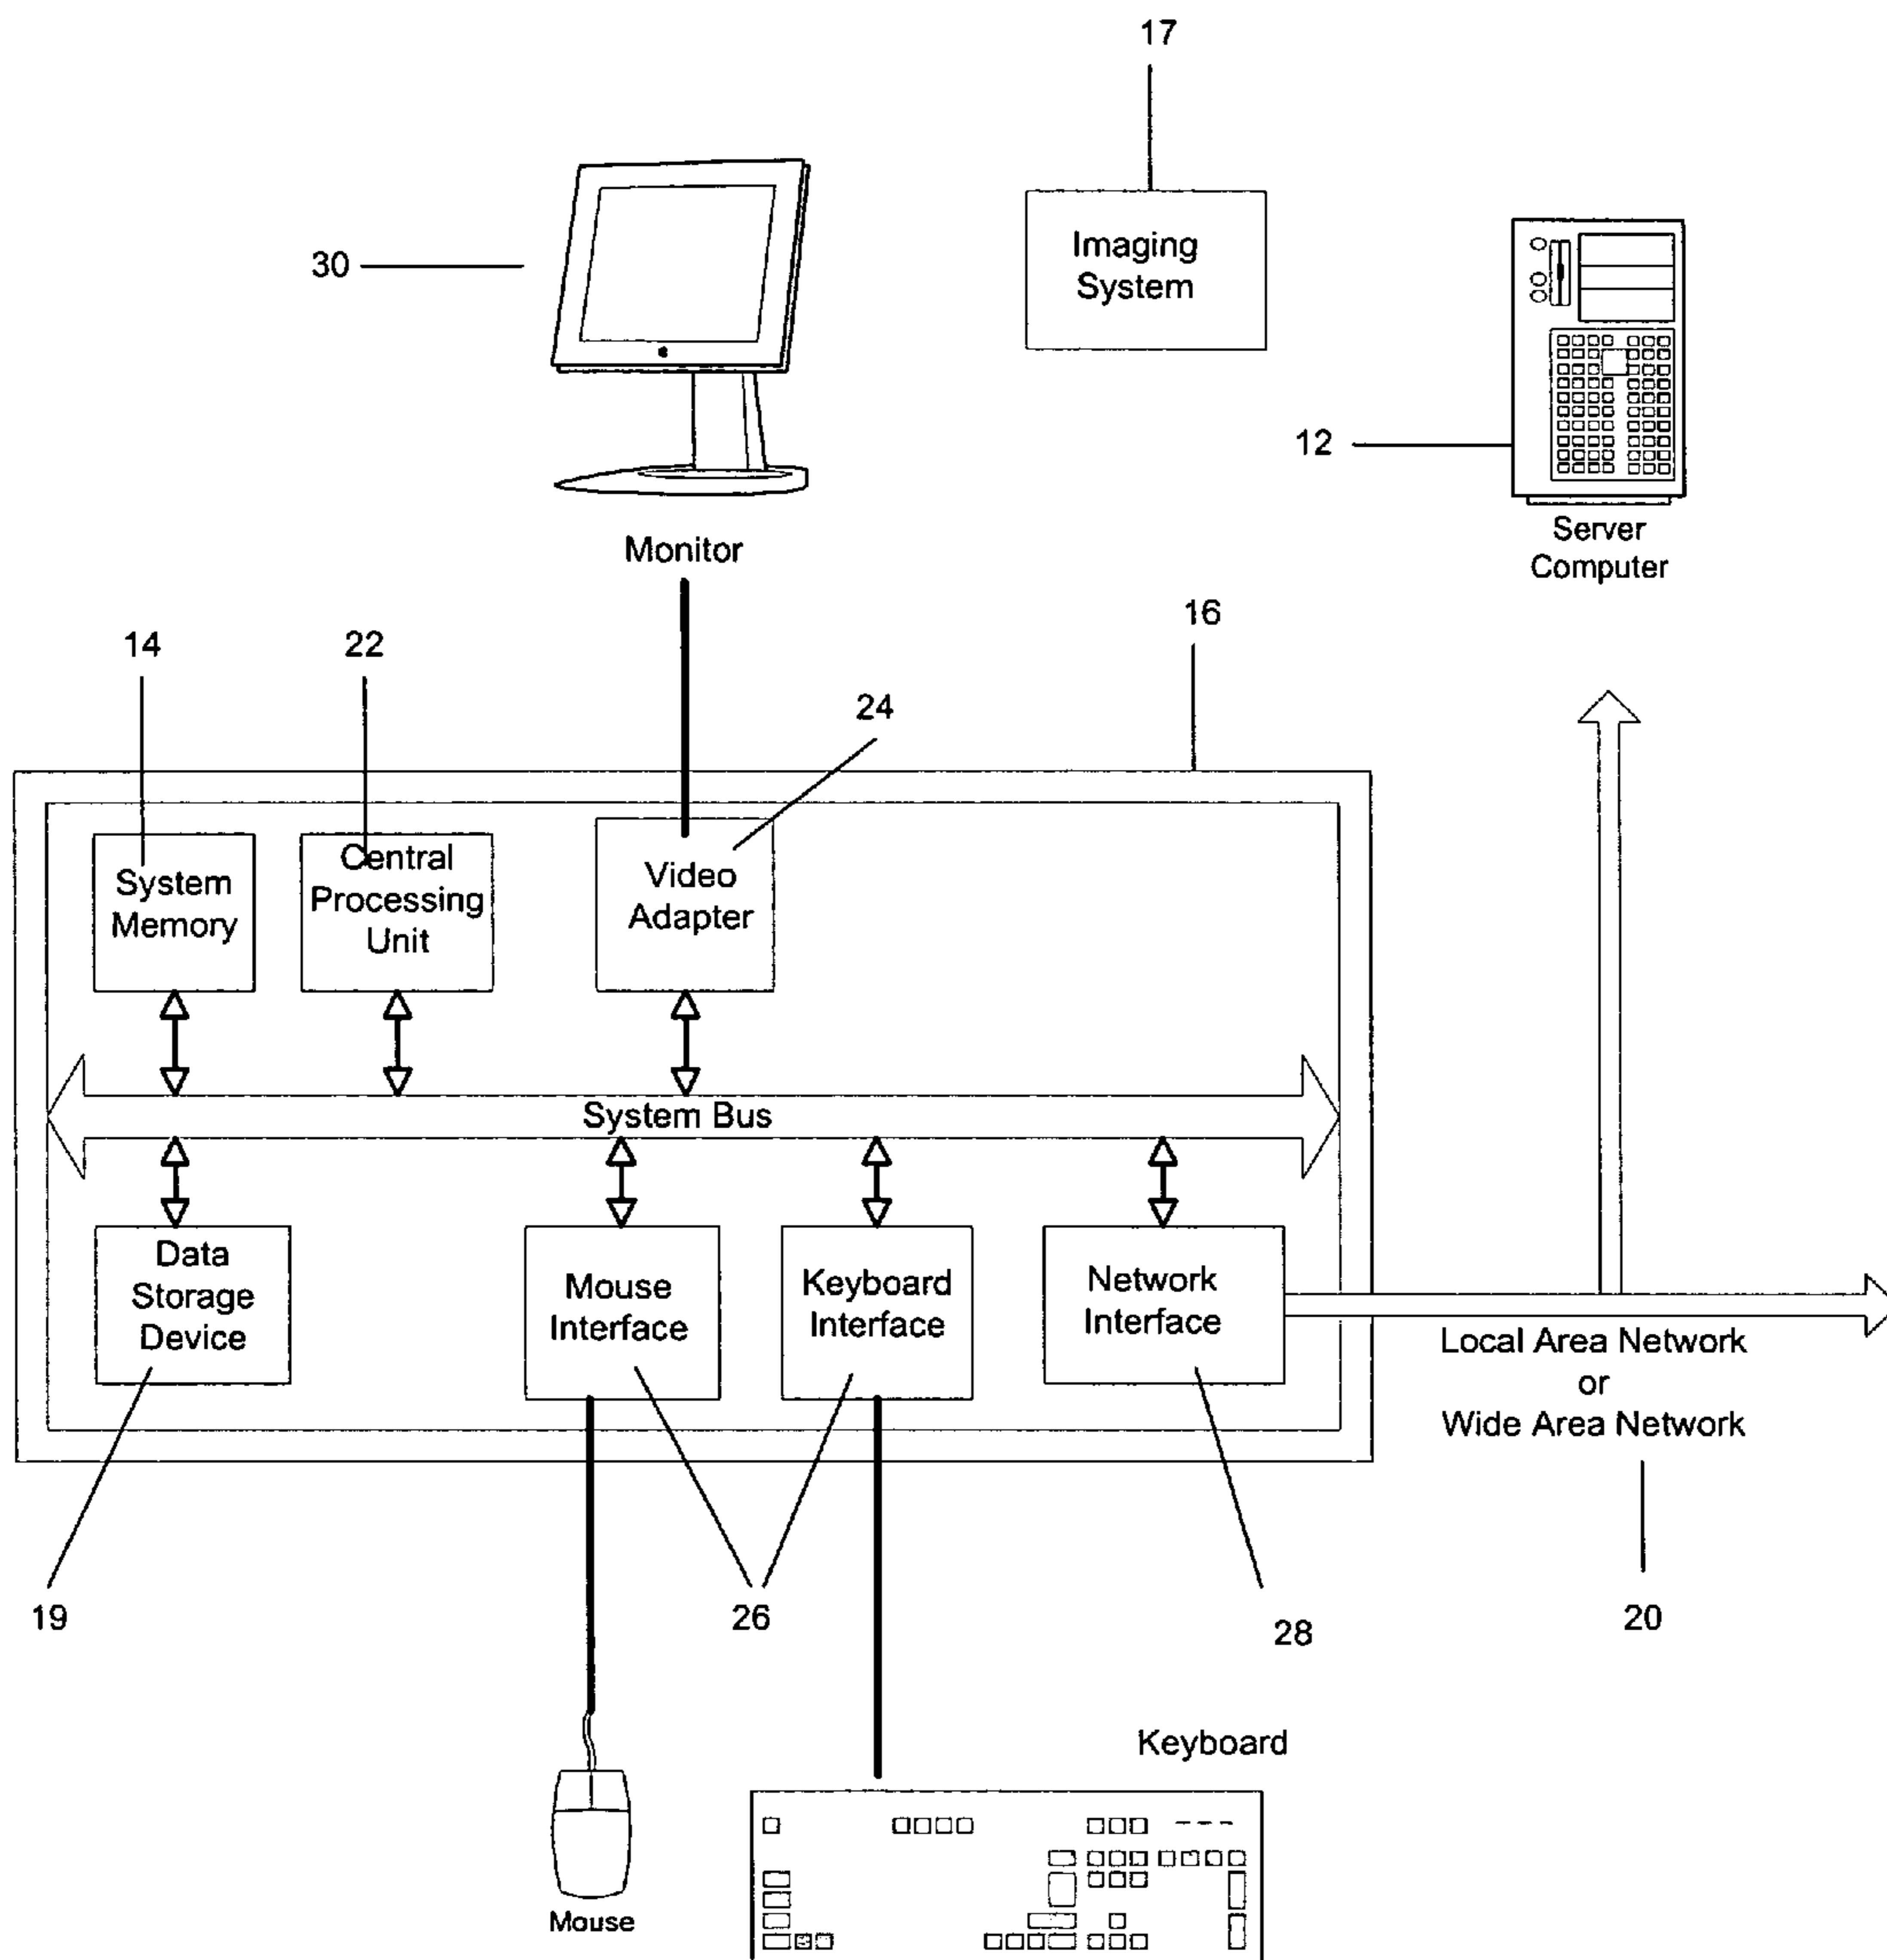 17
30
Imaging
System
12
Server
Computer
Monitor
16
14
22
24
System
Memory
Central
Processing
Unit
Video
Adapter
System Bus
Data
Storage
Device
Mouse
Interface
Keyboard
Interface
Network
Interface
Local Area Network
or
Wide Area Network
19
26
28
20
Keyboard
Mouse